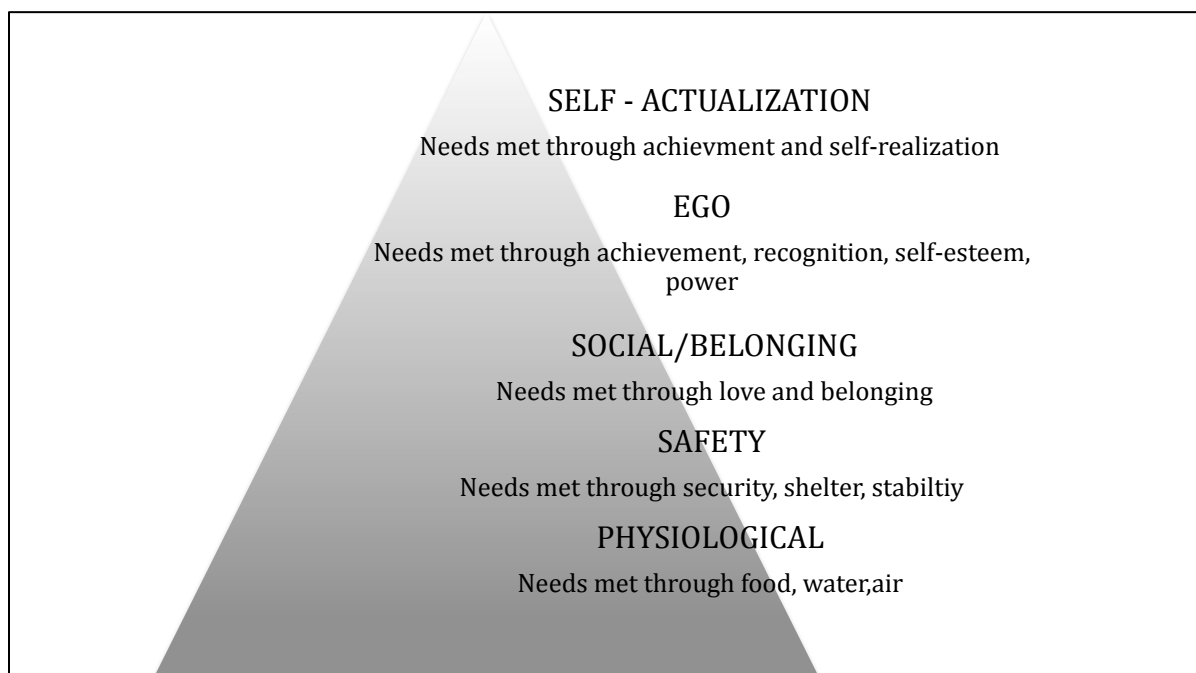 SELF - ACTUALIZATION
Needs met through achievment and self-realization
EGO
Needs met through achievement, recognition, self-esteem,
power
SOCIAL/BELONGING
Needs met through love and belonging
SAFETY
Needs met through security, shelter, stabiltiy
PHYSIOLOGICAL
Needs met through food, water,air